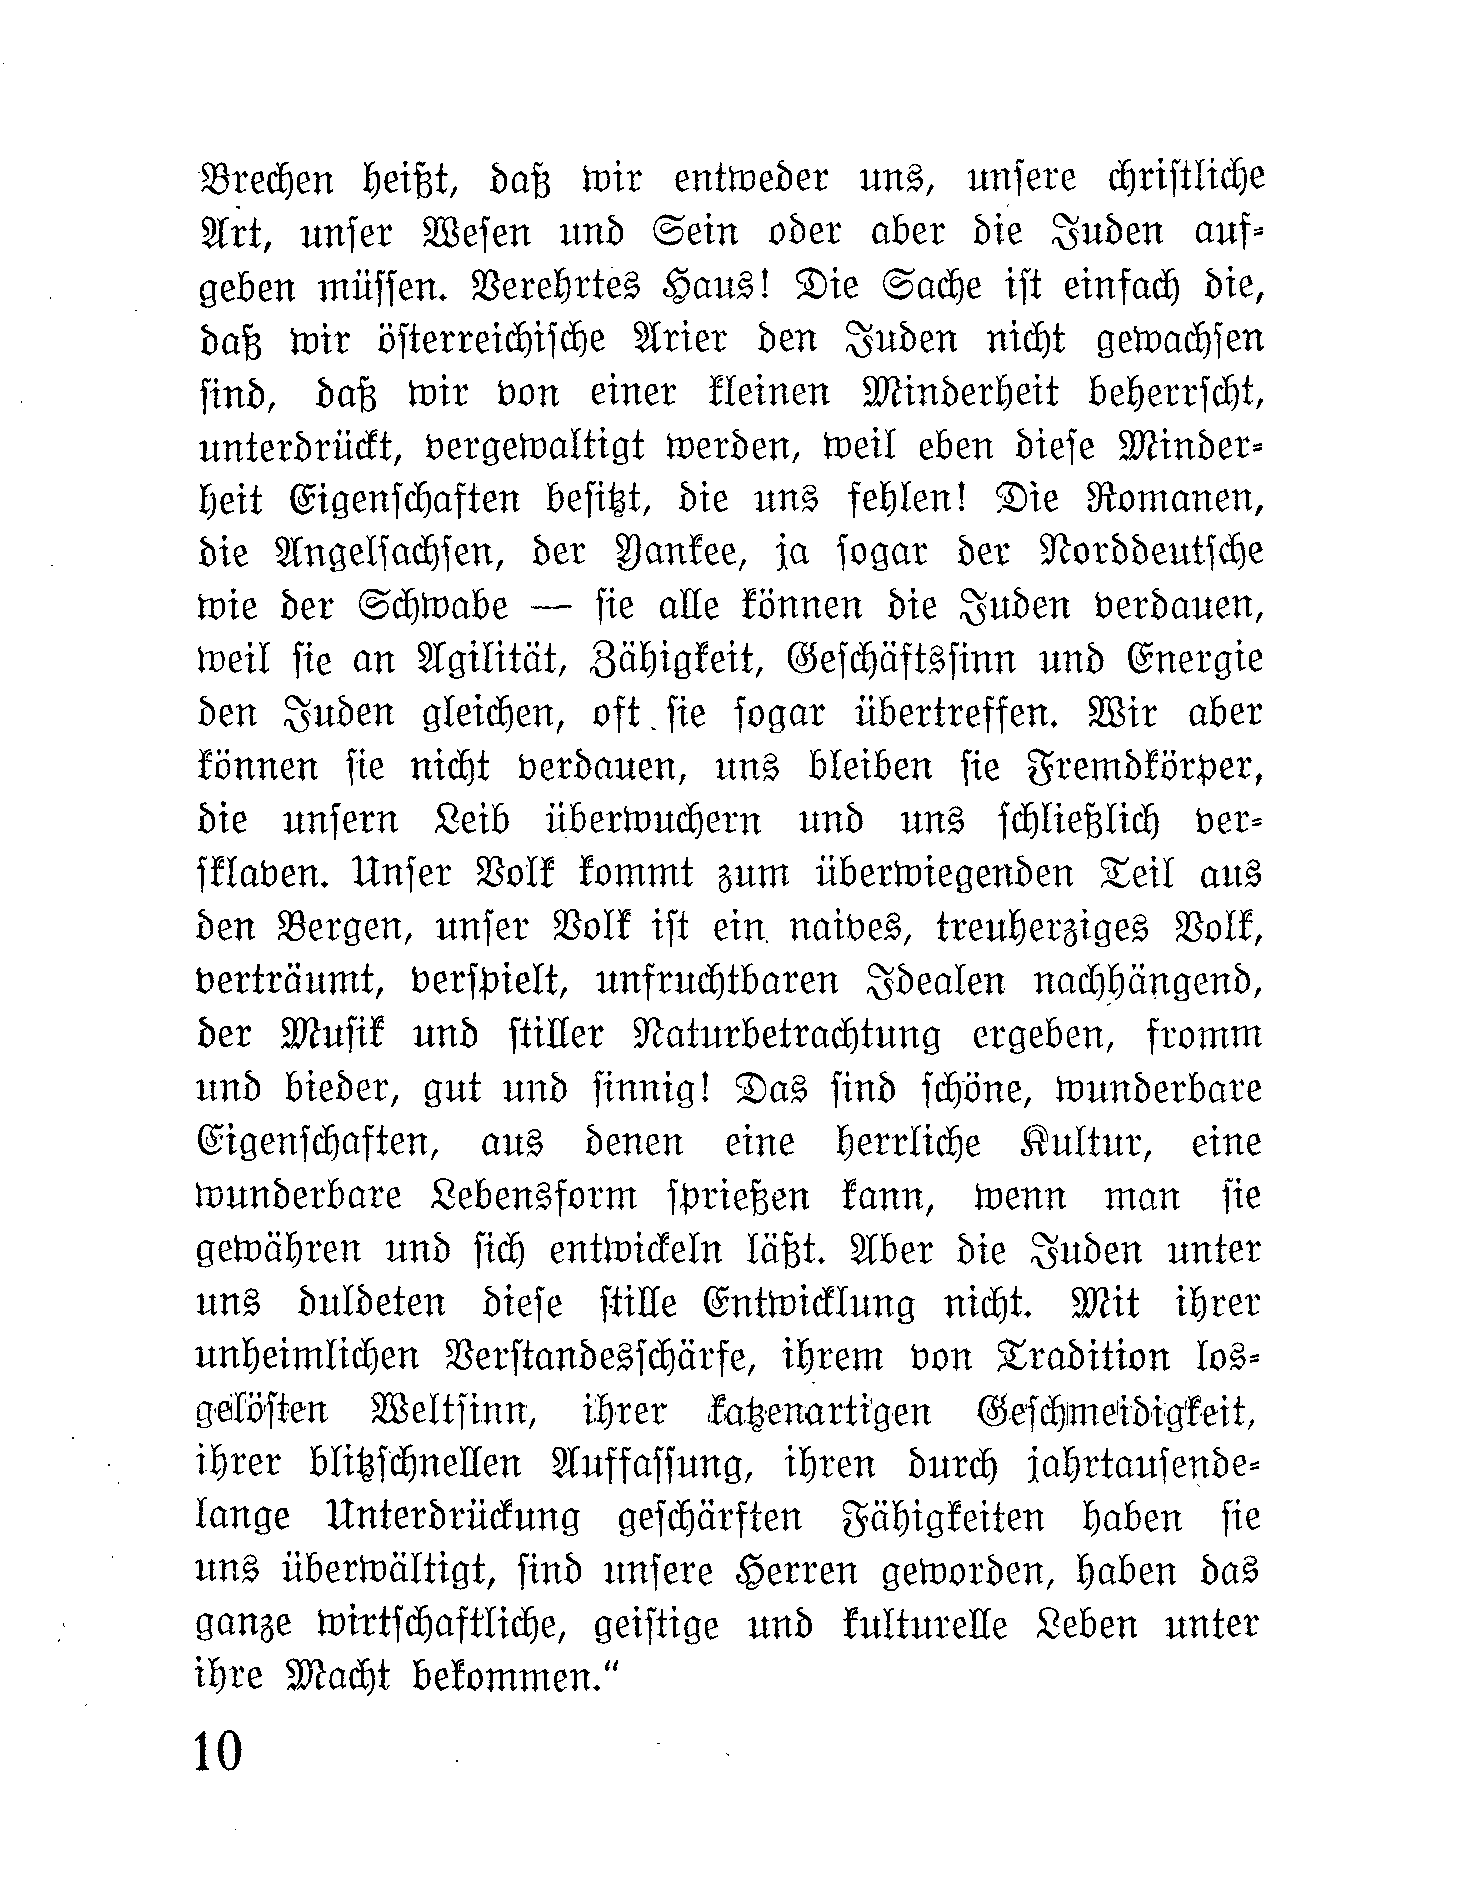 Brechen heißt, daß wir entweder uns, unsere christliche
Art, unser Wesen und Sein oder aber die Juden auf-
geben müssen. Verehrtes Haus! Die Sache ist einfach die,
daß wir österreichische Arier den Juden nicht gewachsen
sind, daß wir von einer kleinen Minderheit beherrscht,
unterdrückt, vergewaltigt werden, weil eben diese Minder-
heit Eigenschaften besitzt, die uns fehlen! Die Romanen,
die Angelsachsen, der Yankee, ja sogar der Norddeutsche
wie der Schwabe — sie alle können die Juden verdauen,
weil sie an Agilität, Zähigkeit, Geschäftssinn und Energie
den Juden gleichen, oft sie sogar übertreffen. Wir aber
können sie nicht verdauen, uns bleiben sie Fremdkörper,
die unsern Leib überwuchern und uns schließlich ver-
sklaven. Unser Volk kommt zum überwiegenden Teil aus
den Bergen, unser Volk ist ein naives, treuherziges Volk,
verträumt, verspielt, unfruchtbaren Idealen nachhängend,
der Musik und stiller Naturbetrachtung ergeben, fromm
und bieder, gut und sinnig! Das sind schöne, wunderbare
Eigenschaften, aus denen eine herrliche Kultur, eine
wunderbare Lebensform sprießen kann, wenn man sie
gewähren und sich entwickeln läßt. Aber die Juden unter
uns duldeten diese stille Entwicklung nicht. Mit ihrer
unheimlichen Verstandesschärfe, ihrem von Tradition los-
gelösten Weltsinn, ihrer katzenartigen Geschmeidigkeit,
ihrer blitzschnellen Auffassung, ihren durch jahrtausende-
lange Unterdrückung geschärften Fähigkeiten haben sie
uns überwältigt, sind unsere Herren geworden, haben das
ganze wirtschaftliche, geistige und kulturelle Leben unter
ihre Macht bekommen.“
10